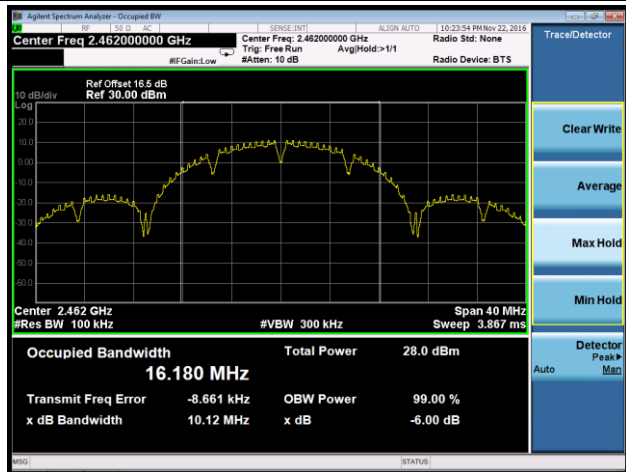 Agilent Spectrum Analyzer - Occupied BW
RF 50 Ω AC SENSE:INT ALIGN AUTO 10:23:54 PM Nov 22, 2016
Center Freq 2.462000000 GHz Center Freq: 2.462000000 GHz Radio Std: None Trace/Detector
Trig: Free Run Avg|Hold:>1/1
#IFGain:Low #Atten: 10 dB Radio Device: BTS
Ref Offset 16.5 dB
10 dB/div Ref 30.00 dBm
Log
20.0
10.0
0.00
-10.0
-20.0
-30.0
-40.0
-50.0
-60.0
Clear Write
Average
Max Hold
Min Hold
Center 2.462 GHz Span 40 MHz
#Res BW 100 kHz #VBW 300 kHz Sweep 3.867 ms
Detector
Peak▶
Auto Man
Occupied Bandwidth Total Power 28.0 dBm
16.180 MHz
Transmit Freq Error -8.661 kHz OBW Power 99.00 %
x dB Bandwidth 10.12 MHz x dB -6.00 dB
MSG STATUS